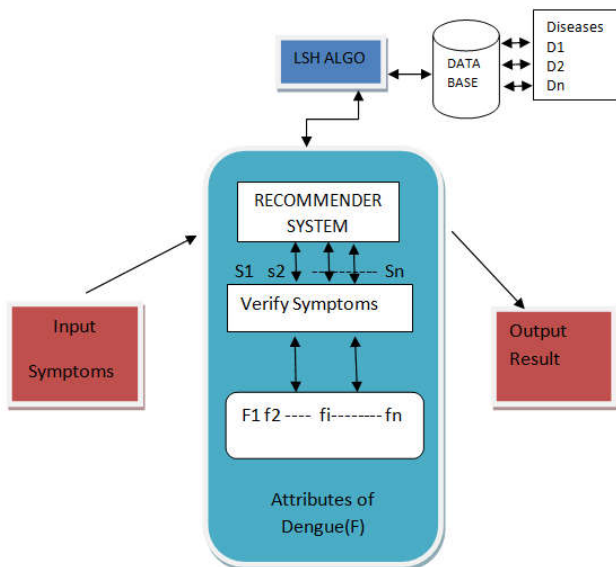 LSH ALGO
DATA
BASE
Diseases
D1
D2
Dn
RECOMMENDER
SYSTEM
S1 s2 ------------ Sn
Verify Symptoms
F1 f2 ---- fi-------- fn
Attributes of
Dengue(F)
Input
Symptoms
Output
Result